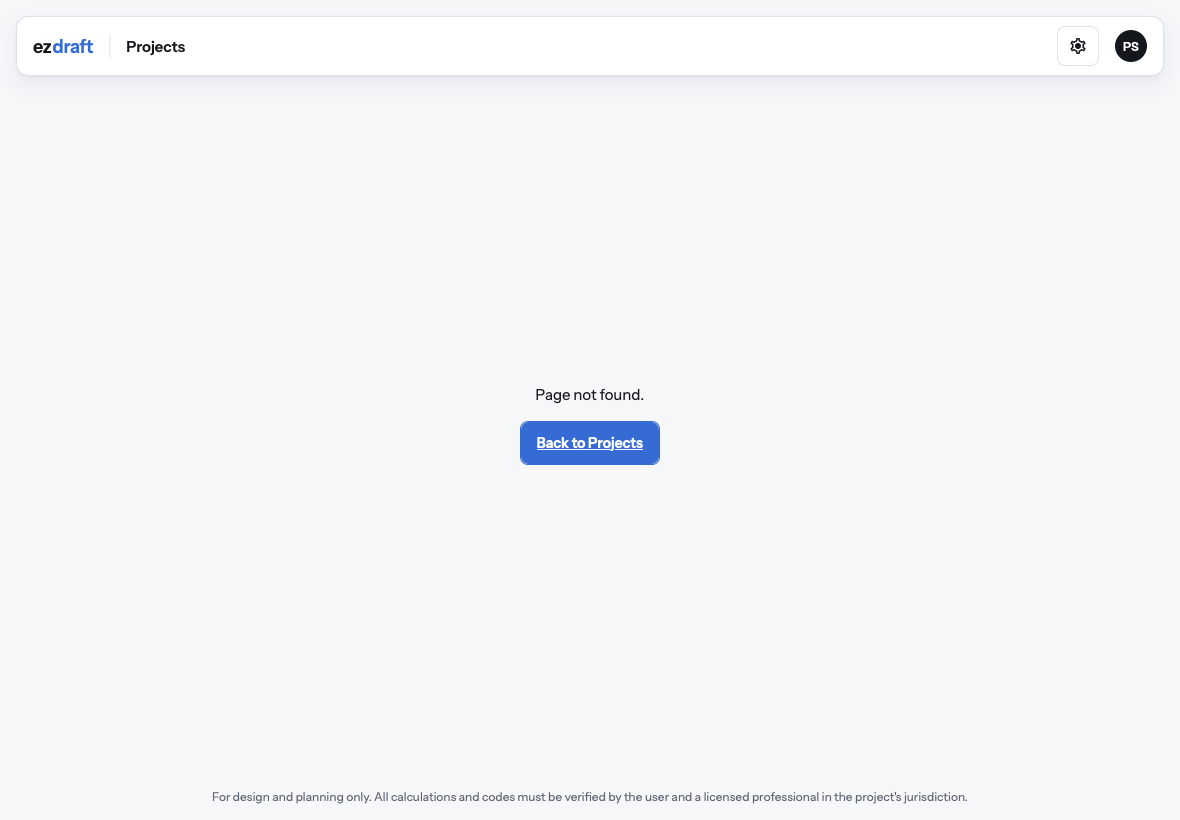 ezdraft
Projects
PS
Page not found.
Back to Projects
For design and planning only. All calculations and codes must be verified by the user and a licensed professional in the project's jurisdiction.